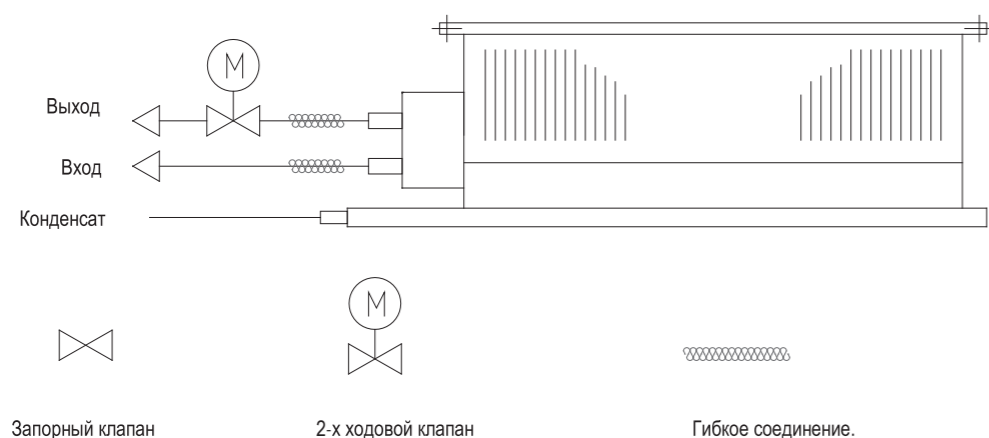 M
Выход
Вход
Конденсат
M
Запорный клапан
2-х ходовой клапан
Гибкое соединение.